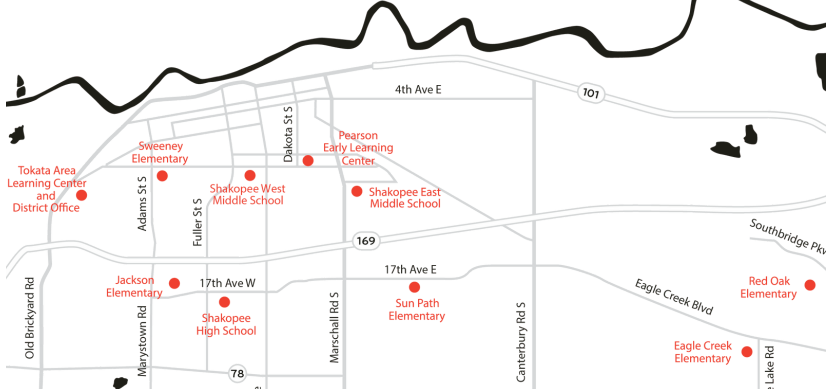 4th Ave E
101
Dakota St S
Pearson
Early Learning
Center
Sweeney
Elementary
Tokata Area
Learning Center
and
District Office
Adams St S
Shakopee West
Middle School
Shakopee East
Middle School
Fuller St S
169
Southbridge Pkw
Jackson
Elementary
17th Ave W
17th Ave E
Red Oak
Elementary
Eagle Creek Blvd
Shakopee
High School
Sun Path
Elementary
Old Brickyard Rd
Marystown Rd
Marschall Rd S
Canterbury Rd S
Eagle Creek
Elementary
e Lake Rd
78